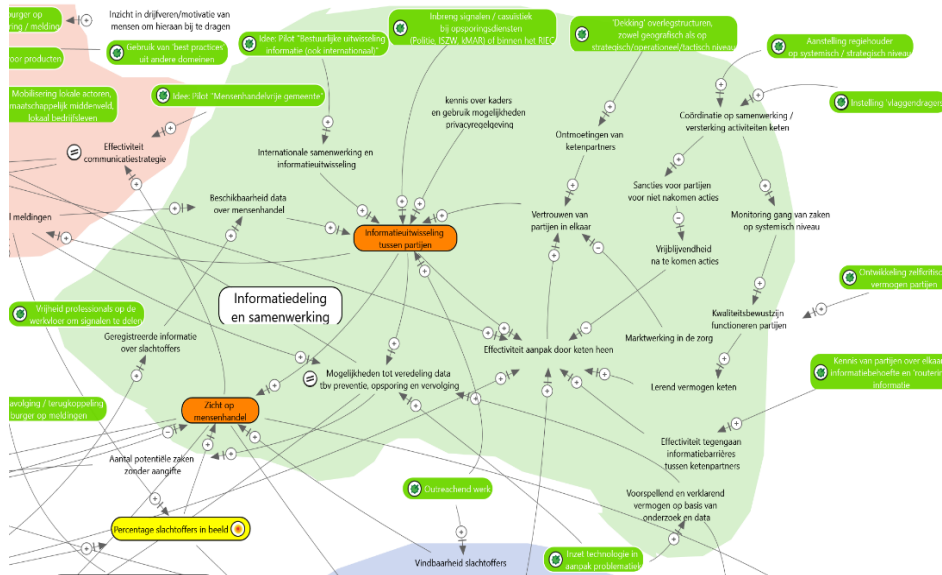 burger op
ring / melding
Inzicht in drijfveren/motivatie van
mensen om hieraan bij te dragen
Gebruik van 'best practices'
uit andere domeinen
voor producten
Idee: Pilot "Bestuurlijke uitwisseling
informatie (ook internationaal)"
Inbreng signalen / casuïstiek
bij opsporingsdiensten
(Politie, ISZW, kMAR) of binnen het RIEC
'Dekking' overlegstructuren,
zowel geografisch als op
strategisch/operationeel/tactisch niveau
Aanstelling regiehouder
op systemisch / strategisch niveau
Mobilisering lokale actoren,
maatschappelijk middenveld,
lokaal bedrijfsleven
Idee: Pilot "Mensenhandelvrije gemeente"
Instelling 'vlaggendragers
kennis over kaders
en gebruik mogelijkheden
privacyregelgeving
Coördinatie op samenwerking /
versterking activiteiten keten
Effectiviteit
communicatiestrategie
Internationale samenwerking en
informatieuitwisseling
Ontmoetingen van
ketenpartners
Sancties voor partijen
voor niet nakomen acties
Beschikbaarheid data
over mensenhandel
l meldingen
Informatieuitwisseling
tussen partijen
Vertrouwen van
partijen in elkaar
Monitoring gang van zaken
op systemisch niveau
Vrijblijvendheid
na te komen acties
Ontwikkeling zelfkritisch
vermogen partijen
Informatiedeling
en samenwerking
Vrijheid professionals op de
werkvloer om signalen te delen
Kwaliteitsbewustzijn
functioneren partijen
Geregistreerde informatie
over slachtoffers
Effectiviteit aanpak door keten heen
Marktwerking in de zorg
Mogelijkheden tot veredeling data
tbv preventie, opsporing en vervolging
Lerend vermogen keten
Kennis van partijen over elkaar
informatiebehoefte en 'routering
informatie
Zicht op
mensenhandel
nvolging / terugkoppeling
burger op meldingen
Effectiviteit tegengaan
informatiebarrières
tussen ketenpartners
Aantal potentiële zaken
zonder aangifte
Outreachend werk
Voorspellend en verklarend
vermogen op basis van
onderzoek en data
Percentage slachtoffers in beeld
Vindbaarheid slachtoffers
Inzet technologie in
aanpak problematiek